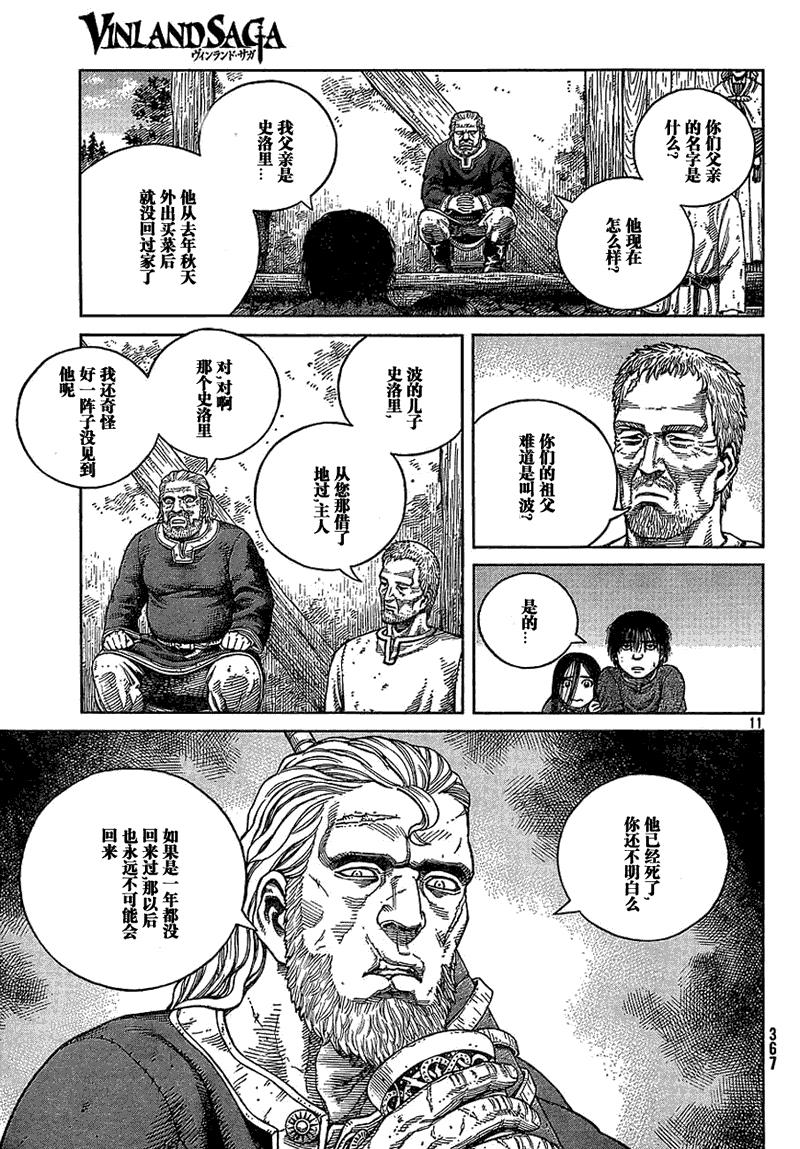 VINLAND SAGA
ヴィンランド・サガ
你们父亲
的名字是
什么?
他现在
怎么样?
我父亲是
史洛里…
他从去年秋天
外出买菜后
就没回过家了
你们的祖父
难道是叫波?
波的儿子
史洛里,
从您那借了
地过,主人
对,对啊
那个史洛里
我还奇怪
好一阵子没见到
他呢
是的…
11
他已经死了,
你还不明白么
如果是一年都没
回来过,那以后
也永远不可能会
回来
367